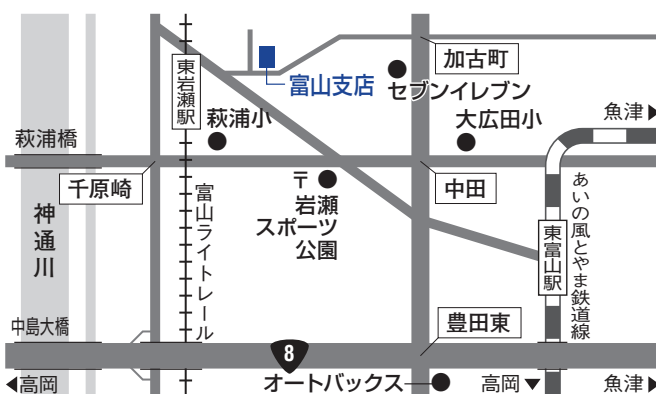 加古町
東岩瀬駅
富山支店
セブンイレブン
萩浦小
大広田小
魚津▶
萩浦橋
千原崎
〒
岩瀬
スポーツ
公園
中田
神通川
富山ライトレール
東富山駅
あいの風とやま鉄道線
中島大橋
豊田東
8
◀高岡
オートバックス
高岡▼
魚津▶